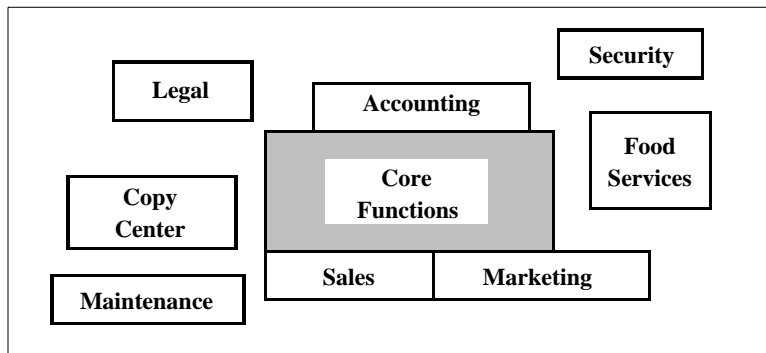 Security
Legal
Accounting
Food
Services
Core
Functions
Copy
Center
Sales
Marketing
Maintenance